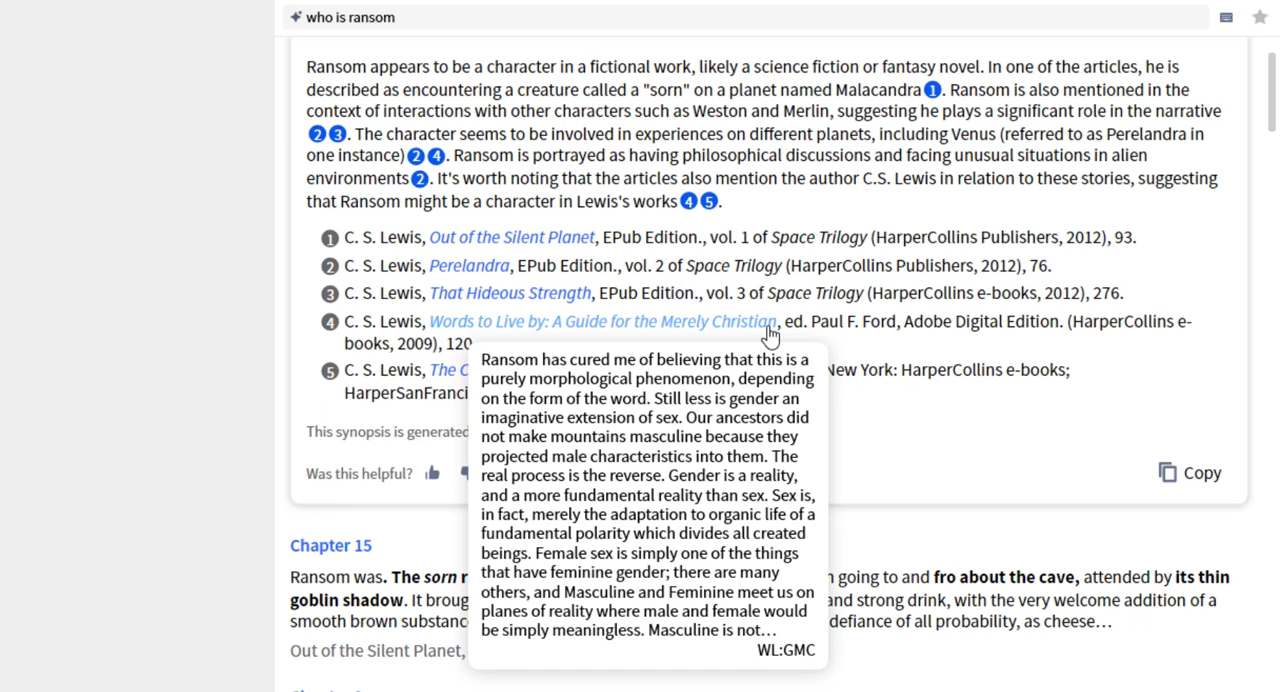 who is ransom
Ransom appears to be a character in a fictional work, likely a science fiction or fantasy novel. In one of the articles, he is
described as encountering a creature called a "sorn" on a planet named Malacandra 1. Ransom is also mentioned in the
context of interactions with other characters such as Weston and Merlin, suggesting he plays a significant role in the narrative
2 3. The character seems to be involved in experiences on different planets, including Venus (referred to as Perelandra in
one instance) 2 4. Ransom is portrayed as having philosophical discussions and facing unusual situations in alien
environments 2. It's worth noting that the articles also mention the author C.S. Lewis in relation to these stories, suggesting
that Ransom might be a character in Lewis's works 4 5.
1 C. S. Lewis, Out of the Silent Planet, EPub Edition., vol. 1 of Space Trilogy (HarperCollins Publishers, 2012), 93.
2 C. S. Lewis, Perelandra, EPub Edition., vol. 2 of Space Trilogy (HarperCollins Publishers, 2012), 76.
3 C. S. Lewis, That Hideous Strength, EPub Edition., vol. 3 of Space Trilogy (HarperCollins e-books, 2012), 276.
4 C. S. Lewis, Words to Live by: A Guide for the Merely Christian, ed. Paul F. Ford, Adobe Digital Edition. (HarperCollins e-
books, 2009), 120
5 C. S. Lewis, The C New York: HarperCollins e-books;
HarperSanFranci
This synopsis is generated
Was this helpful?
Copy
Ransom has cured me of believing that this is a
purely morphological phenomenon, depending
on the form of the word. Still less is gender an
imaginative extension of sex. Our ancestors did
not make mountains masculine because they
projected male characteristics into them. The
real process is the reverse. Gender is a reality,
and a more fundamental reality than sex. Sex is,
in fact, merely the adaptation to organic life of a
fundamental polarity which divides all created
beings. Female sex is simply one of the things
that have feminine gender; there are many
others, and Masculine and Feminine meet us on
planes of reality where male and female would
be simply meaningless. Masculine is not…
WL:GMC
Chapter 15
Ransom was. The sorn r going to and fro about the cave, attended by its thin
goblin shadow. It broug and strong drink, with the very welcome addition of a
smooth brown substanc defiance of all probability, as cheese…
Out of the Silent Planet,